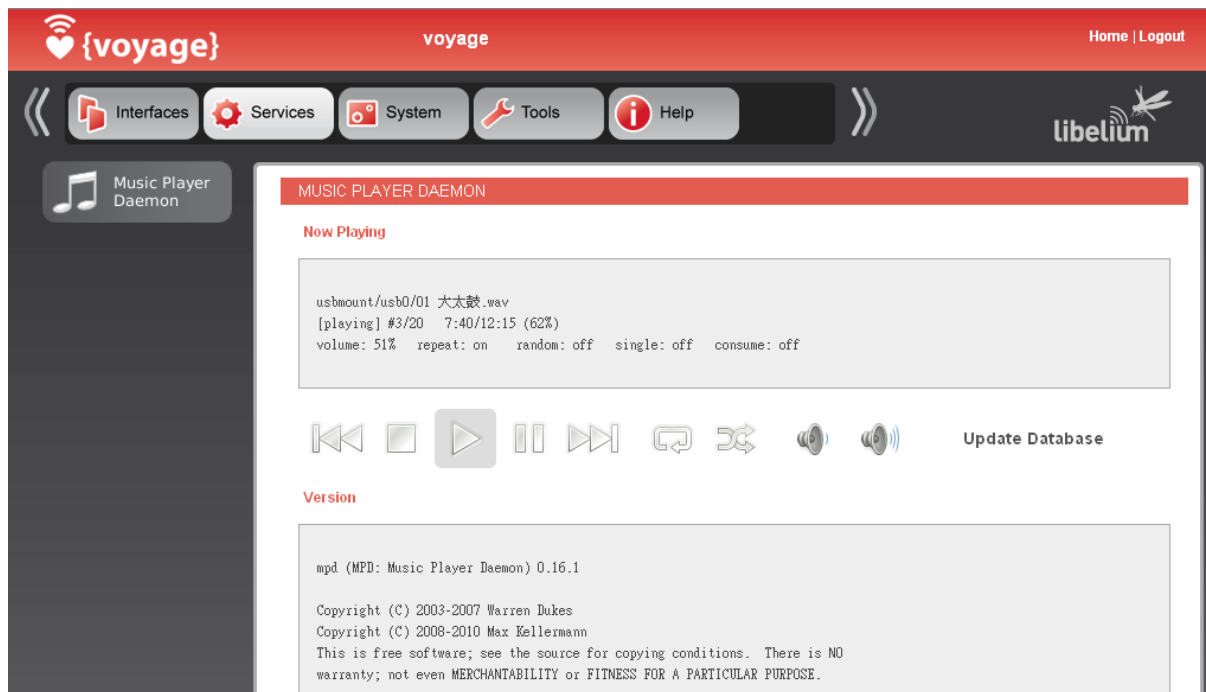 {voyage}
voyage
Home | Logout
Interfaces
Services
System
Tools
Help
libelium
Music Player
Daemon
MUSIC PLAYER DAEMON
Now Playing
usbmount/usb0/01 大太鼓.wav
[playing] #3/20   7:40/12:15 (62%)
volume: 51%   repeat: on    random: off   single: off   consume: off
Update Database
Version
mpd (MPD: Music Player Daemon) 0.16.1
Copyright (C) 2003-2007 Warren Dukes
Copyright (C) 2008-2010 Max Kellermann
This is free software; see the source for copying conditions.  There is NO
warranty; not even MERCHANTABILITY or FITNESS FOR A PARTICULAR PURPOSE.